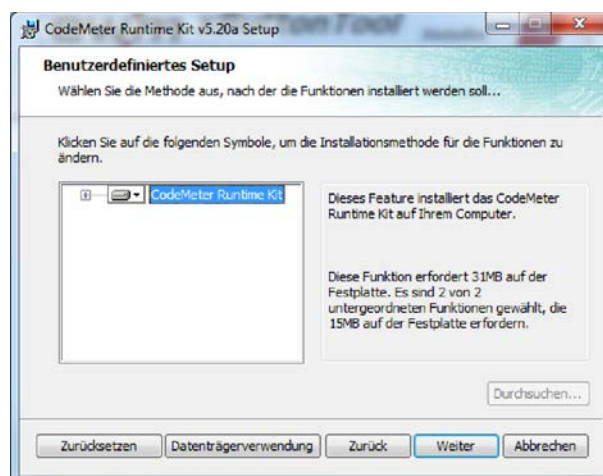 CodeMeter Runtime Kit v5.20a Setup
Benutzerdefiniertes Setup
Wählen Sie die Methode aus, nach der die Funktionen installiert werden soll...
Klicken Sie auf die folgenden Symbole, um die Installationsmethode für die Funktionen zu
ändern.
CodeMeter Runtime Kit
Dieses Feature installiert das CodeMeter
Runtime Kit auf Ihrem Computer.
Diese Funktion erfordert 31MB auf der
Festplatte. Es sind 2 von 2
untergeordneten Funktionen gewählt, die
15MB auf der Festplatte erfordern.
Durchsuchen...
Zurücksetzen
Datenträgerverwendung
Zurück
Weiter
Abbrechen